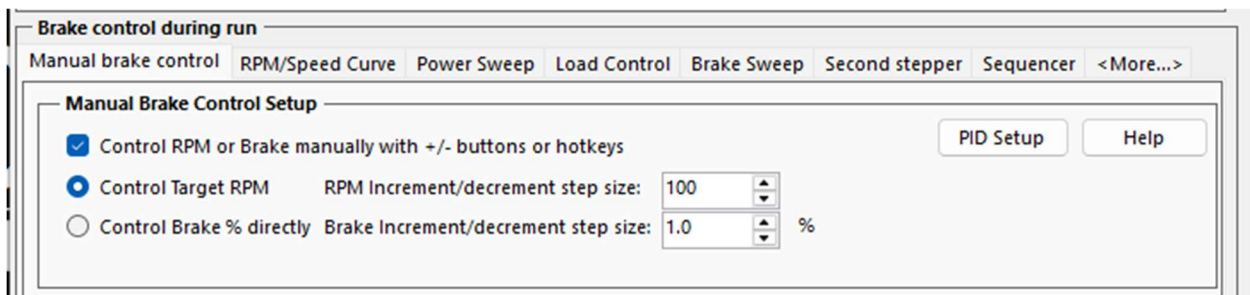 Brake control during run
Manual brake control RPM/Speed Curve Power Sweep Load Control Brake Sweep Second stepper Sequencer <More...>
Manual Brake Control Setup
Control RPM or Brake manually with +/- buttons or hotkeys PID Setup Help
Control Target RPM RPM Increment/decrement step size: 100
Control Brake % directly Brake Increment/decrement step size: 1.0 %